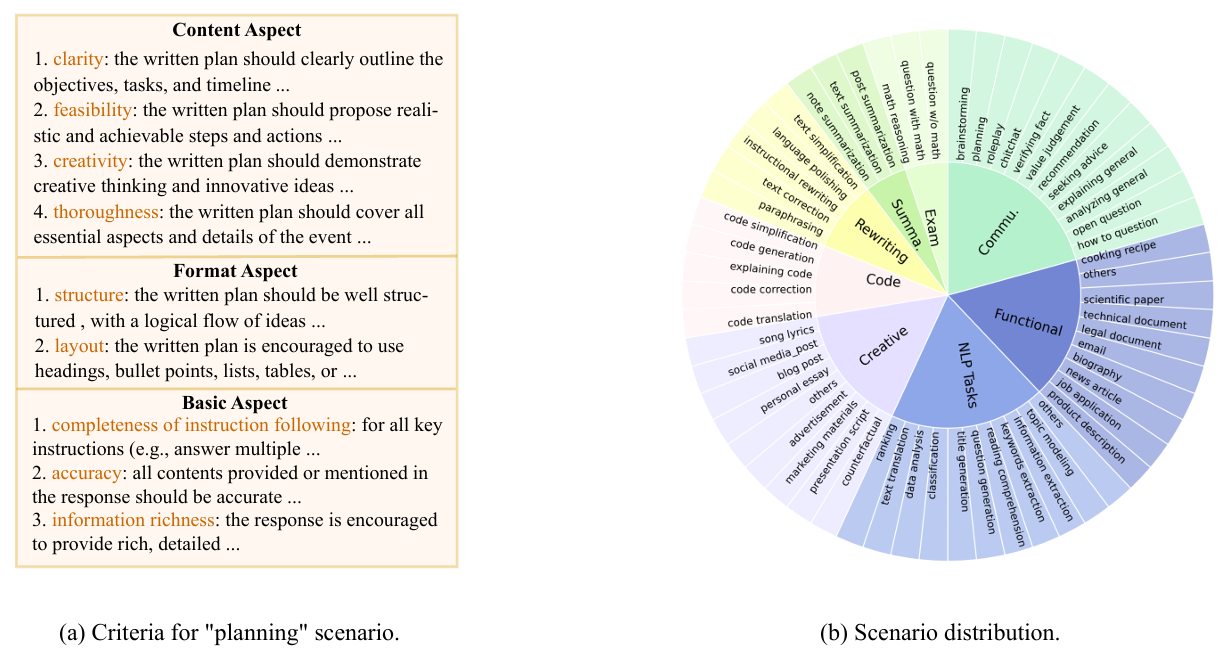 Content Aspect
1. clarity: the written plan should clearly outline the
objectives, tasks, and timeline ...
2. feasibility: the written plan should propose reali-
stic and achievable steps and actions ...
3. creativity: the written plan should demonstrate
creative thinking and innovative ideas ...
4. thoroughness: the written plan should cover all
essential aspects and details of the event ...
Format Aspect
1. structure: the written plan should be well struc-
tured , with a logical flow of ideas ...
2. layout: the written plan is encouraged to use
headings, bullet points, lists, tables, or ...
Basic Aspect
1. completeness of instruction following: for all key
instructions (e.g., answer multiple ...
2. accuracy: all contents provided or mentioned in
the response should be accurate ...
3. information richness: the response is encouraged
to provide rich, detailed ...
(a) Criteria for "planning" scenario.
Commu.
brainstorming
planning
roleplay
chitchat
verifying fact
value judgement
recommendation
seeking advice
explaining general
analyzing general
open question
how to question
Functional
cooking recipe
others
scientific paper
technical document
legal document
email
biography
news article
job application
product description
NLP Tasks
others
topic modeling
information extraction
keywords extraction
reading comprehension
question generation
title generation
classification
data analysis
text translation
ranking
Creative
counterfactual
presentation script
marketing materials
advertisement
others
personal essay
blog post
social media_post
song lyrics
Code
code translation
code correction
explaining code
code generation
code simplification
Rewriting
paraphrasing
text correction
instructional rewriting
language polishing
text simplification
Summa.
note summarization
text summarization
post summarization
Exam
math reasoning
question with math
question w/o math
(b) Scenario distribution.